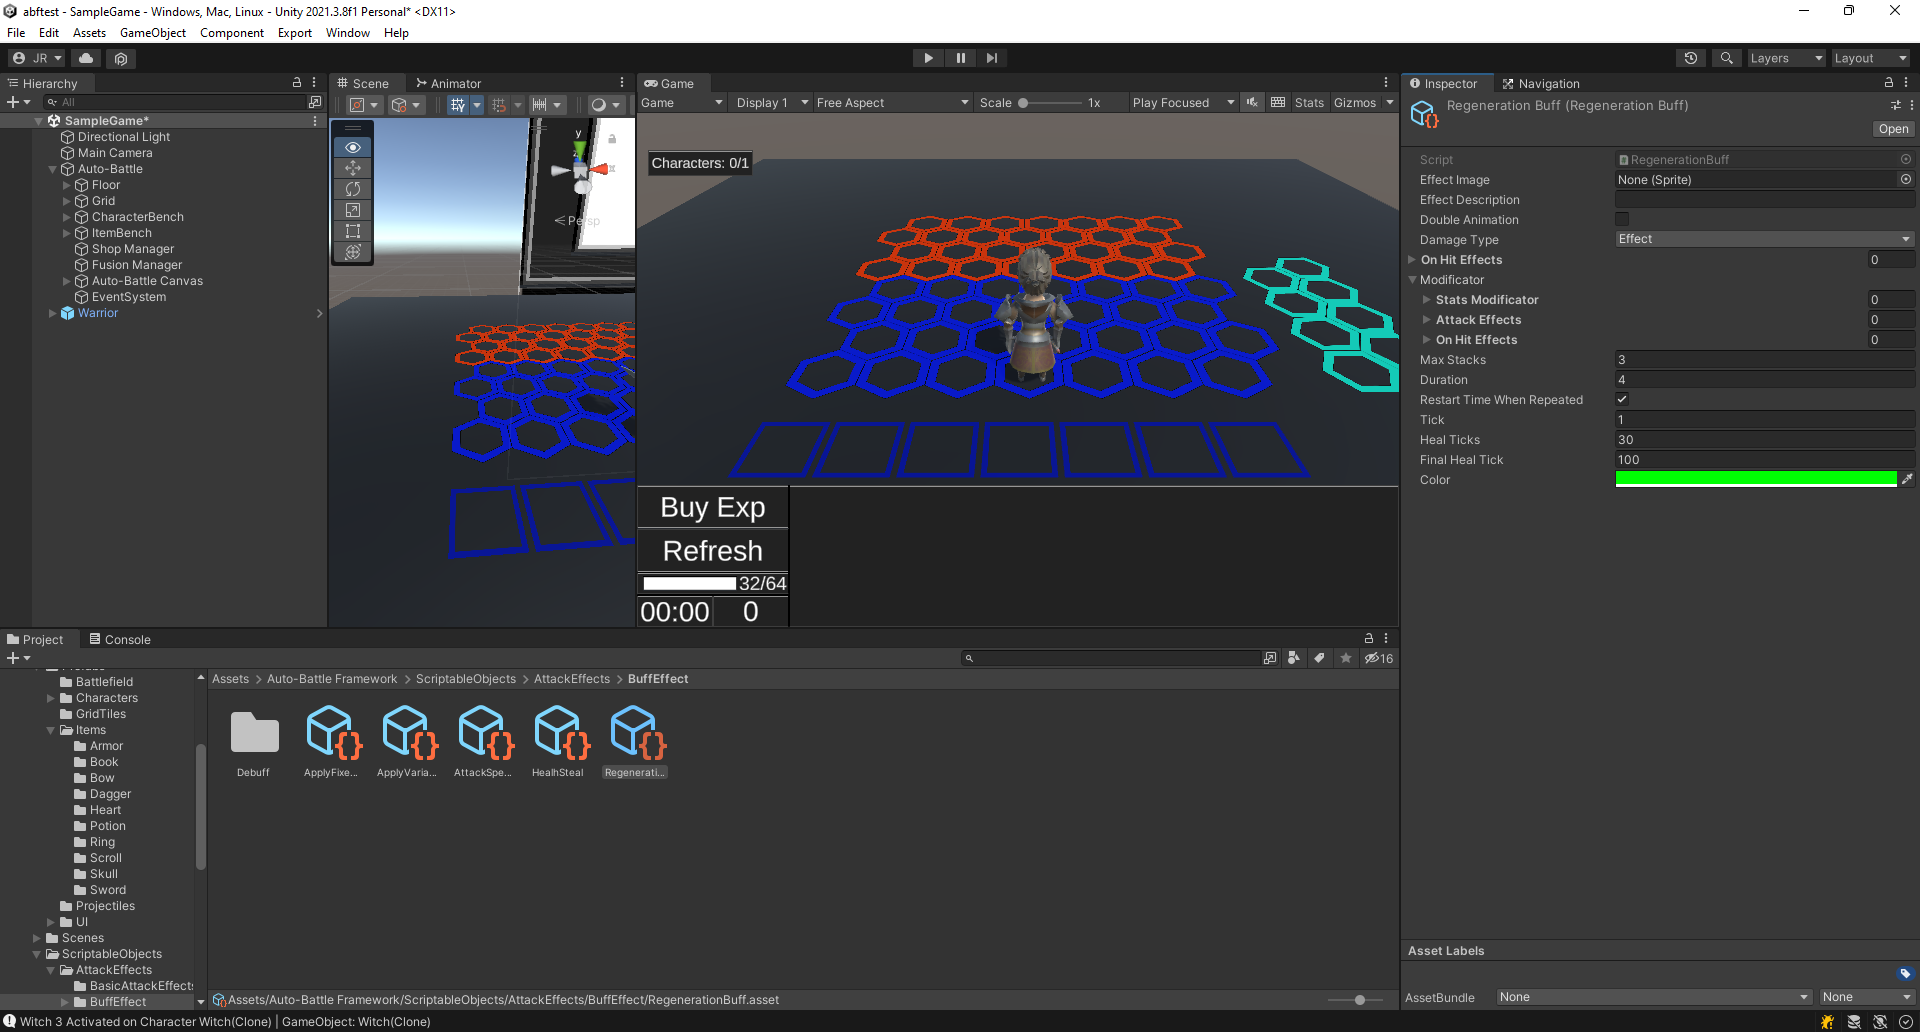 abftest - SampleGame - Windows, Mac, Linux - Unity 2021.3.8f1 Personal* <DX11>
File Edit Assets GameObject Component Export Window Help
JR
Layers
Layout
Hierarchy
All
SampleGame*
Directional Light
Main Camera
Auto-Battle
Floor
Grid
CharacterBench
ItemBench
Shop Manager
Fusion Manager
Auto-Battle Canvas
EventSystem
Warrior
Scene
Animator
y
Persp
Game
Game
Display 1
Free Aspect
Scale
1x
Play Focused
Stats
Gizmos
Characters: 0/1
Buy Exp
Refresh
32/64
00:00
0
Inspector
Navigation
Regeneration Buff (Regeneration Buff)
Open
Script RegenerationBuff
Effect Image None (Sprite)
Effect Description
Double Animation
Damage Type Effect
On Hit Effects 0
Modificator
Stats Modificator 0
Attack Effects 0
On Hit Effects 0
Max Stacks 3
Duration 4
Restart Time When Repeated
Tick 1
Heal Ticks 30
Final Heal Tick 100
Color
Asset Labels
AssetBundle None None
Project
Console
16
Battlefield
Characters
GridTiles
Items
Armor
Book
Bow
Dagger
Heart
Potion
Ring
Scroll
Skull
Sword
Projectiles
UI
Scenes
ScriptableObjects
AttackEffects
BasicAttackEffects
BuffEffect
Assets > Auto-Battle Framework > ScriptableObjects > AttackEffects > BuffEffect
Debuff
ApplyFixe...
ApplyVaria...
AttackSpe...
HealhSteal
Regenerati...
Assets/Auto-Battle Framework/ScriptableObjects/AttackEffects/BuffEffect/RegenerationBuff.asset
Witch 3 Activated on Character Witch(Clone) | GameObject: Witch(Clone)